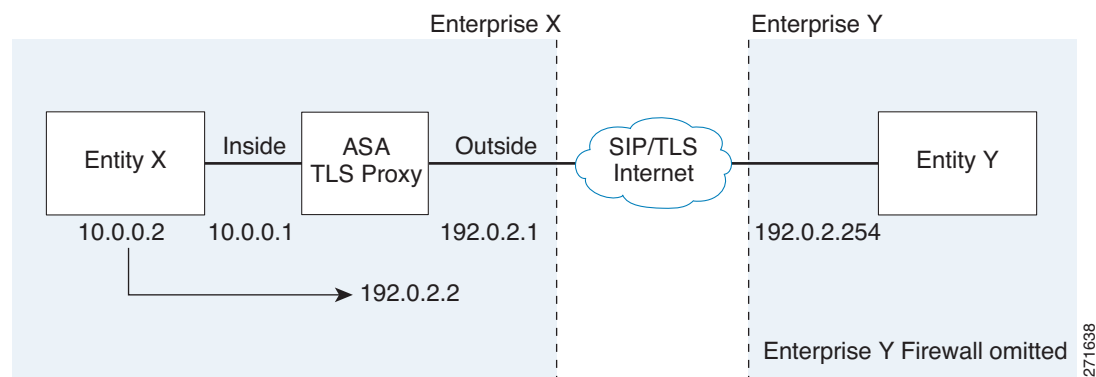 Enterprise X
Enterprise Y
Entity X
Inside
ASA
TLS Proxy
Outside
SIP/TLS
Internet
Entity Y
10.0.0.2
10.0.0.1
192.0.2.1
192.0.2.254
192.0.2.2
Enterprise Y Firewall omitted
271638